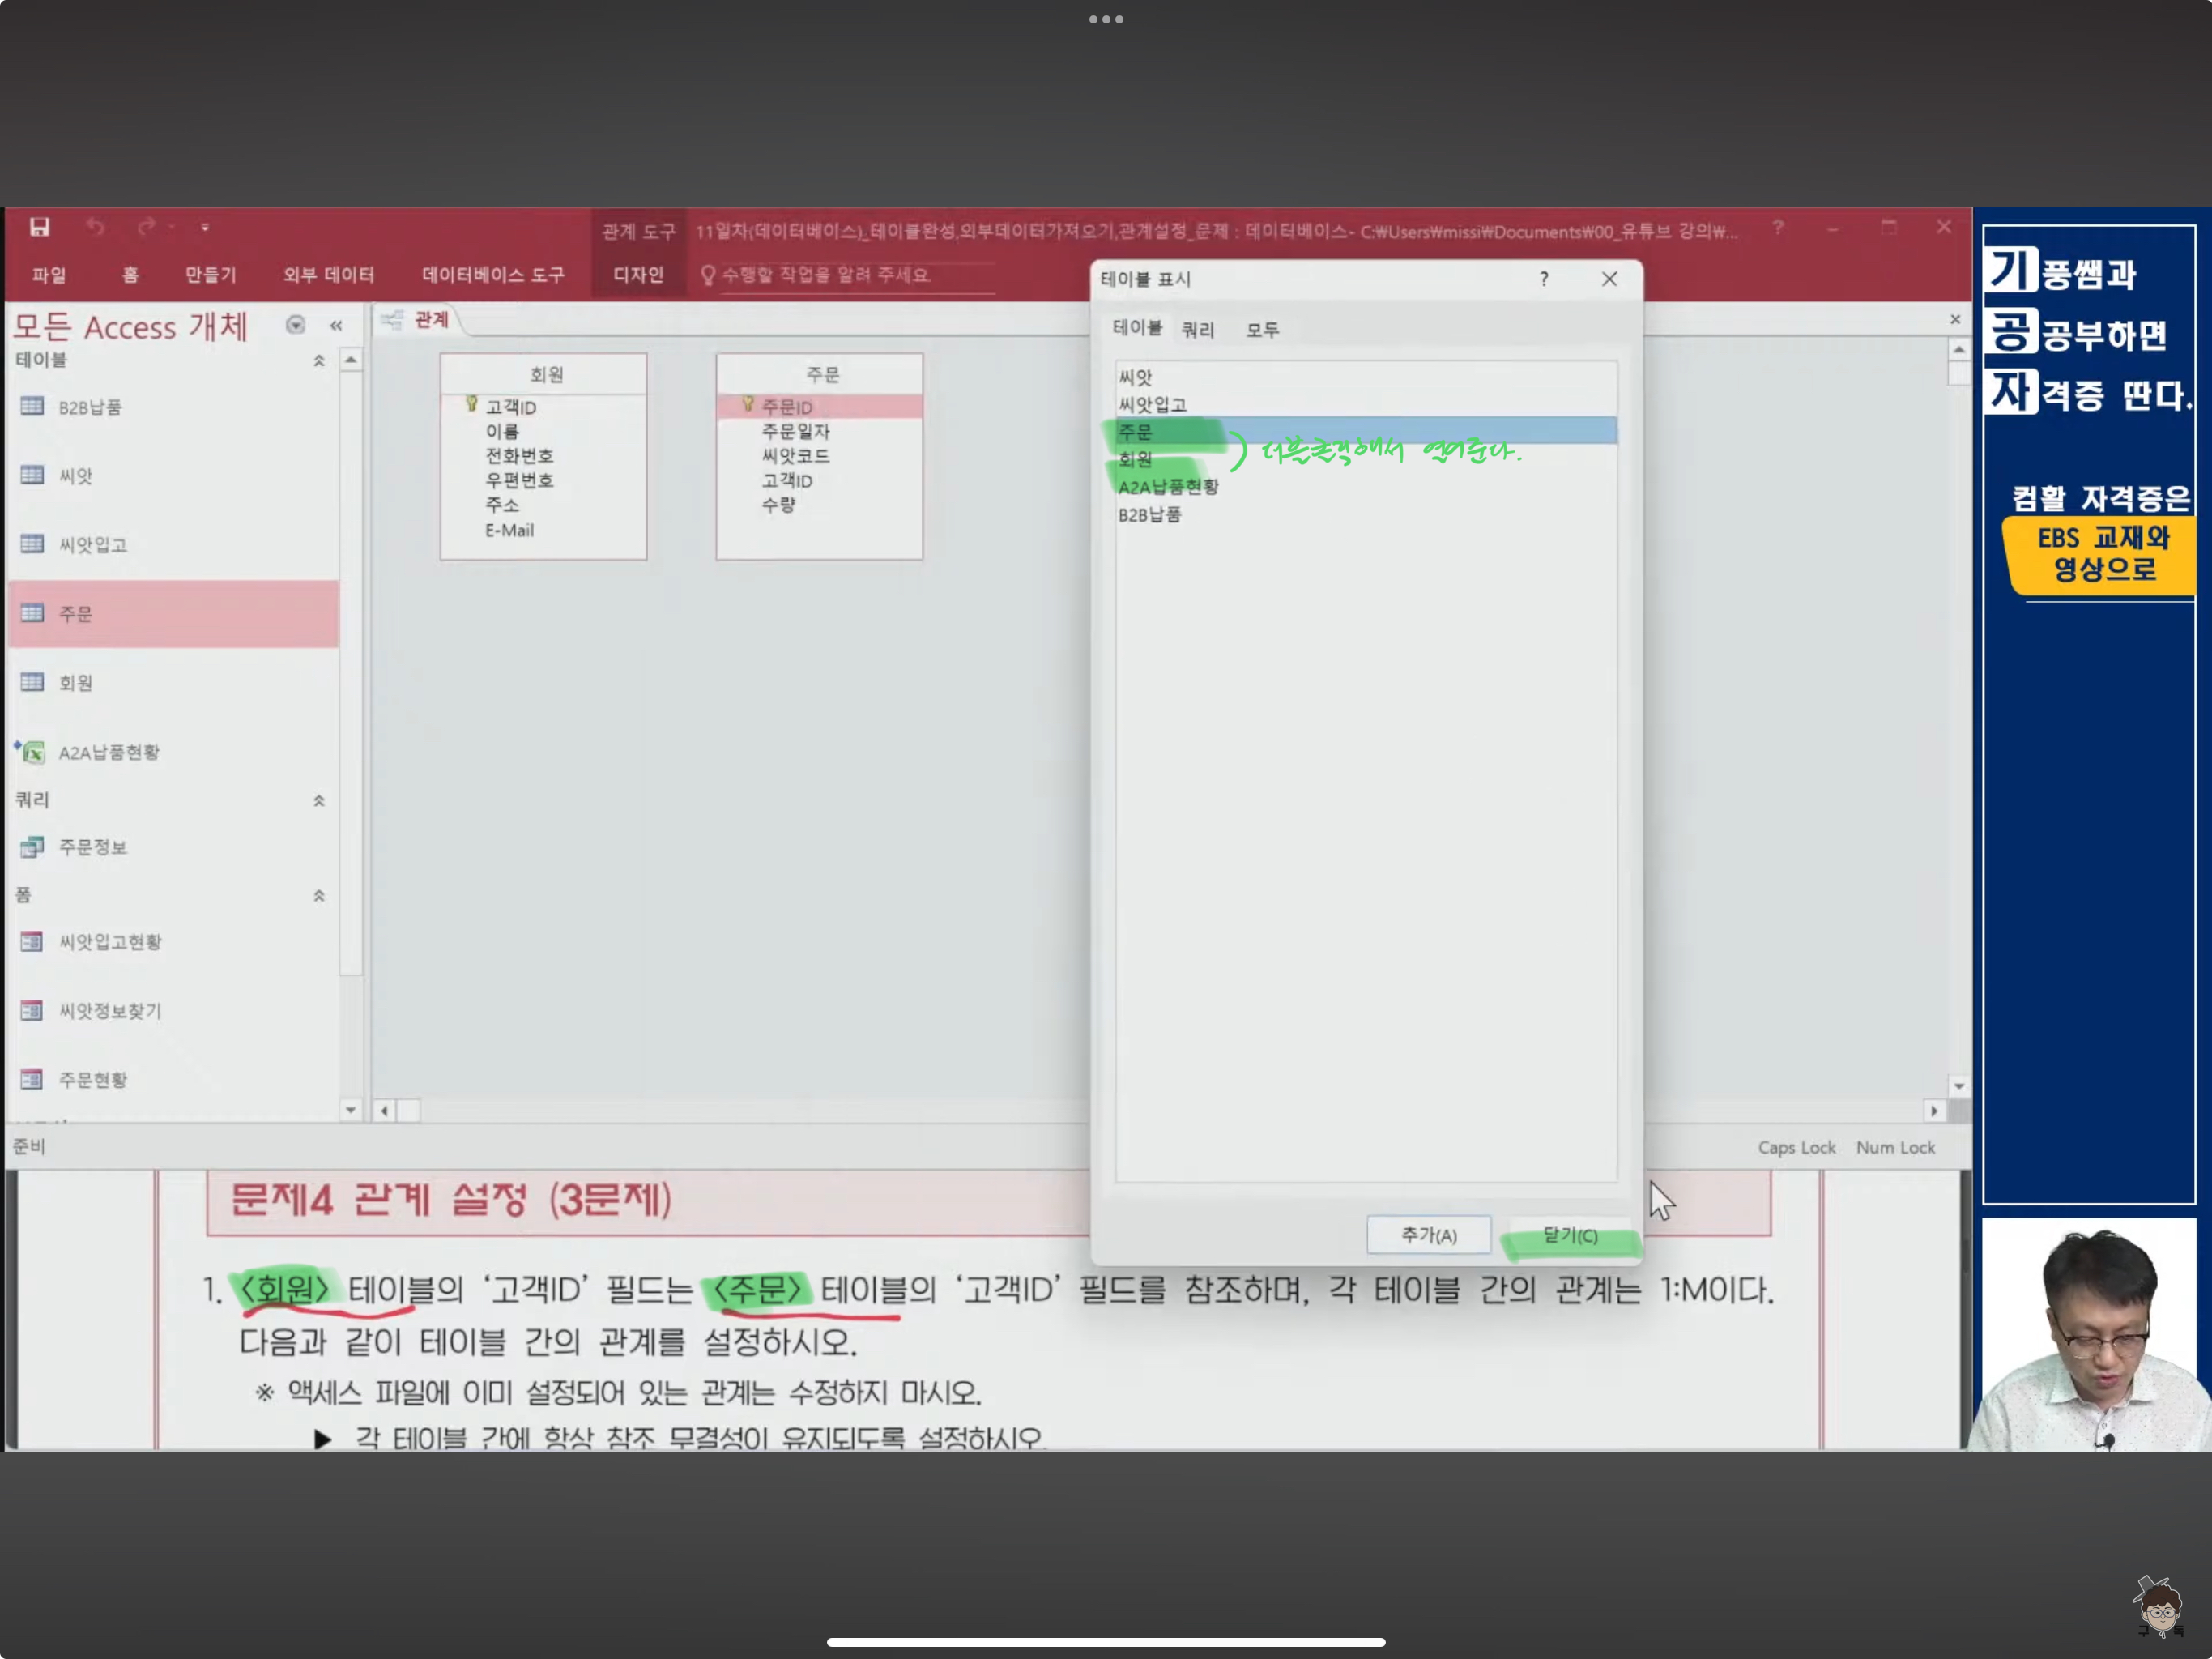 관계 도구
11일차(데이터베이스)_테이블완성,외부데이터가져오기,관계설정_문제 : 데이터베이스- C:₩Users₩missi₩Documents₩00_유튜브 강의₩...
?
파일 홈 만들기 외부 데이터 데이터베이스 도구 디자인 수행할 작업을 알려 주세요.
모든 Access 개체
테이블
B2B납품
씨앗
씨앗입고
주문
회원
A2A납품현황
쿼리
주문정보
폼
씨앗입고현황
씨앗정보찾기
주문현황
준비
관계
회원
고객ID
이름
전화번호
우편번호
주소
E-Mail
주문
주문ID
주문일자
씨앗코드
고객ID
수량
테이블 표시
?
테이블 쿼리 모두
씨앗
씨앗입고
주문
회원
A2A납품현황
B2B납품
더블클릭해서 열어준다.
추가(A) 닫기(C)
Caps Lock Num Lock
문제4 관계 설정 (3문제)
1. 〈회원〉 테이블의 ‘고객ID’ 필드는 〈주문〉 테이블의 ‘고객ID’ 필드를 참조하며, 각 테이블 간의 관계는 1:M이다.
다음과 같이 테이블 간의 관계를 설정하시오.
※ 액세스 파일에 이미 설정되어 있는 관계는 수정하지 마시오.
▶ 각 테이블 간에 항상 참조 무결성이 유지되도록 설정하시오.
기풍쌤과
공공부하면
자격증 딴다.
컴활 자격증은
EBS 교재와
영상으로
구독